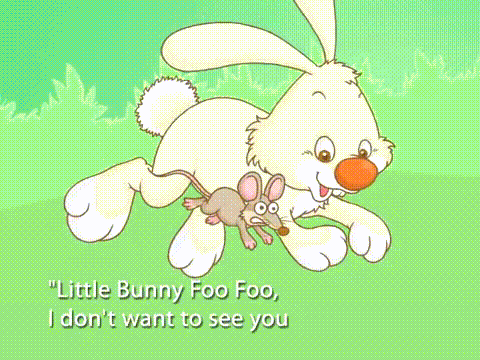 "Little Bunny Foo Foo,
I don't want to see you